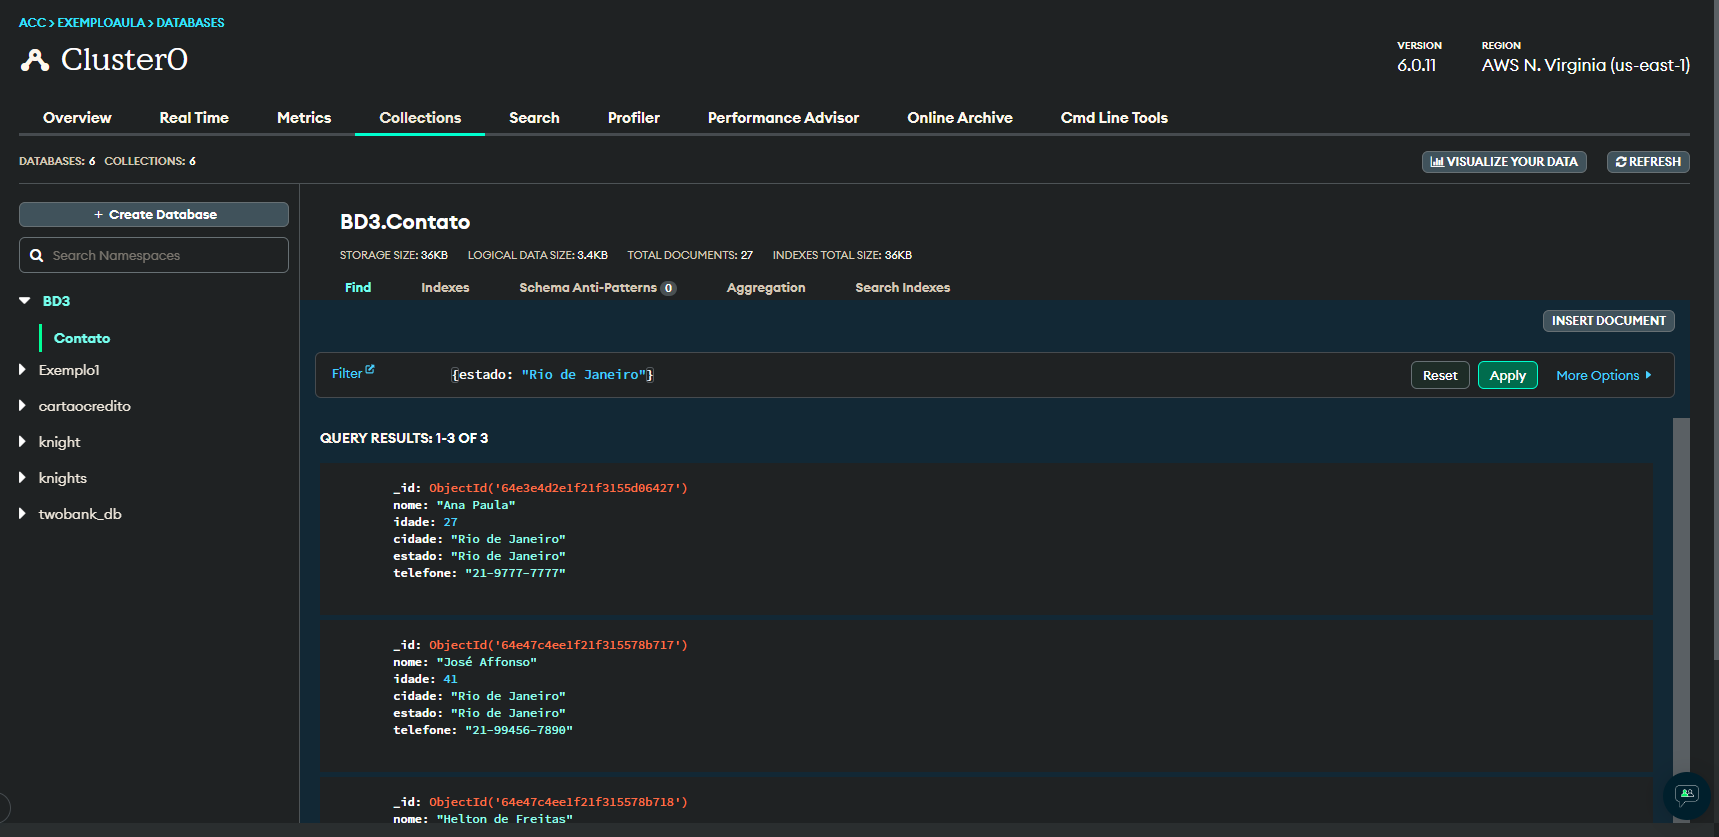 ACC > EXEMPLOAULA > DATABASES
Cluster0
VERSION
6.0.11
REGION
AWS N. Virginia (us-east-1)
Overview Real Time Metrics Collections Search Profiler Performance Advisor Online Archive Cmd Line Tools
DATABASES: 6 COLLECTIONS: 6
VISUALIZE YOUR DATA REFRESH
+ Create Database
Search Namespaces
BD3
Contato
Exemplo1
cartaocredito
knight
knights
twobank_db
BD3.Contato
STORAGE SIZE: 36KB LOGICAL DATA SIZE: 3.4KB TOTAL DOCUMENTS: 27 INDEXES TOTAL SIZE: 36KB
Find Indexes Schema Anti-Patterns 0 Aggregation Search Indexes
INSERT DOCUMENT
Filter {estado: "Rio de Janeiro"} Reset Apply More Options
QUERY RESULTS: 1-3 OF 3
_id: ObjectId('64e3e4d2e1f21f3155d06427')
nome: "Ana Paula"
idade: 27
cidade: "Rio de Janeiro"
estado: "Rio de Janeiro"
telefone: "21-9777-7777"
_id: ObjectId('64e47c4ee1f21f315578b717')
nome: "José Affonso"
idade: 41
cidade: "Rio de Janeiro"
estado: "Rio de Janeiro"
telefone: "21-99456-7890"
_id: ObjectId('64e47c4ee1f21f315578b718')
nome: "Helton de Freitas"